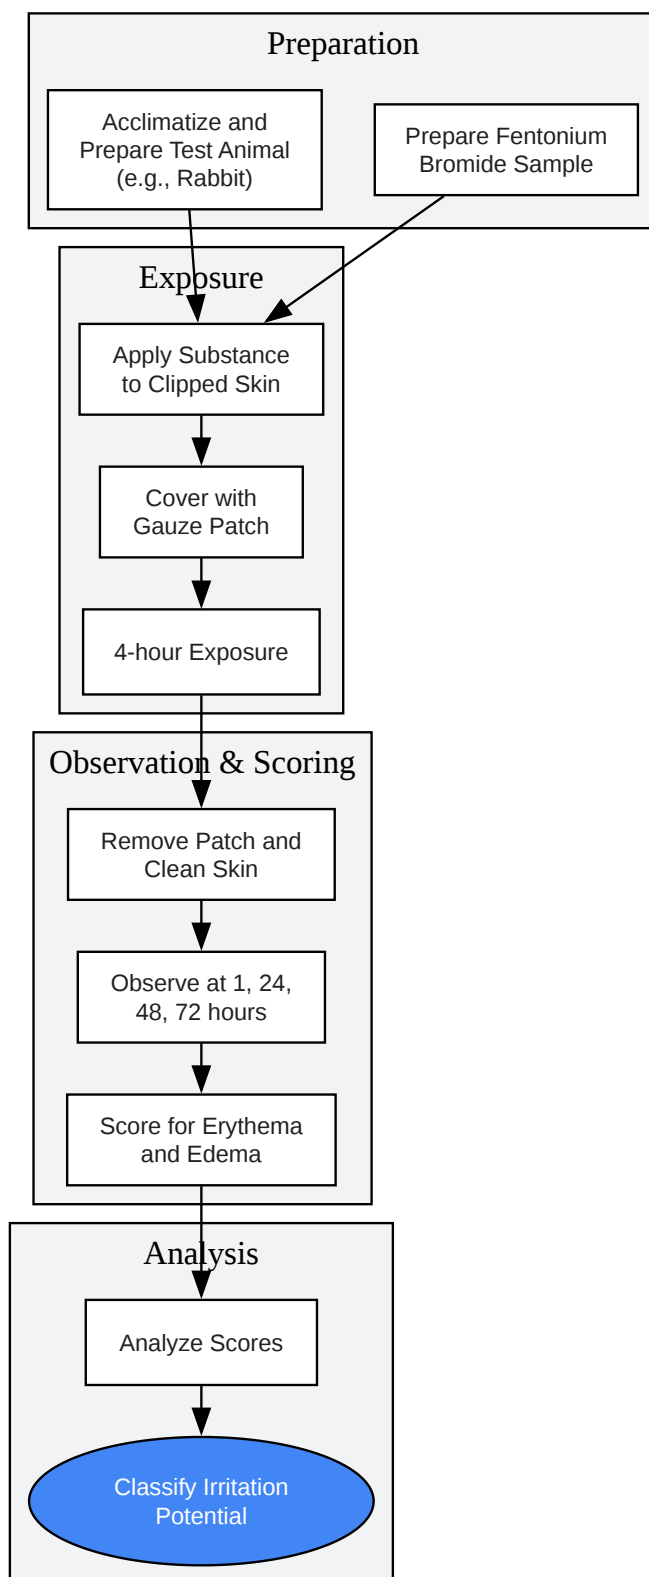 Preparation
Acclimatize and
Prepare Test Animal
(e.g., Rabbit)
Prepare Fentonium
Bromide Sample
Exposure
Apply Substance
to Clipped Skin
Cover with
Gauze Patch
4-hour Exposure
Observation & Scoring
Remove Patch and
Clean Skin
Observe at 1, 24,
48, 72 hours
Score for Erythema
and Edema
Analysis
Analyze Scores
Classify Irritation
Potential